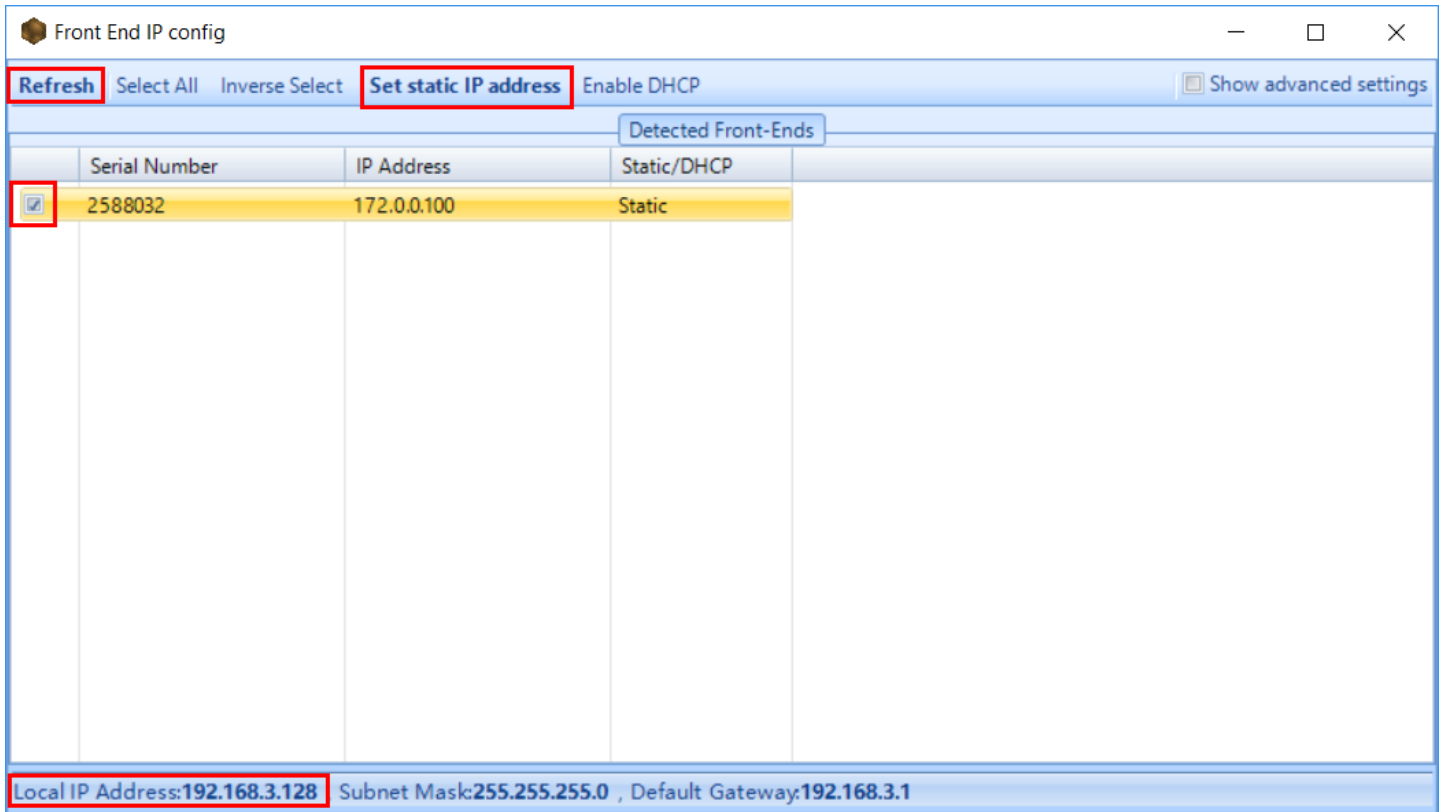 Front End IP config
Refresh Select All Inverse Select Set static IP address Enable DHCP Show advanced settings
Detected Front-Ends
Serial Number IP Address Static/DHCP
2588032 172.0.0.100 Static
Local IP Address:192.168.3.128 , Subnet Mask:255.255.255.0 , Default Gateway:192.168.3.1